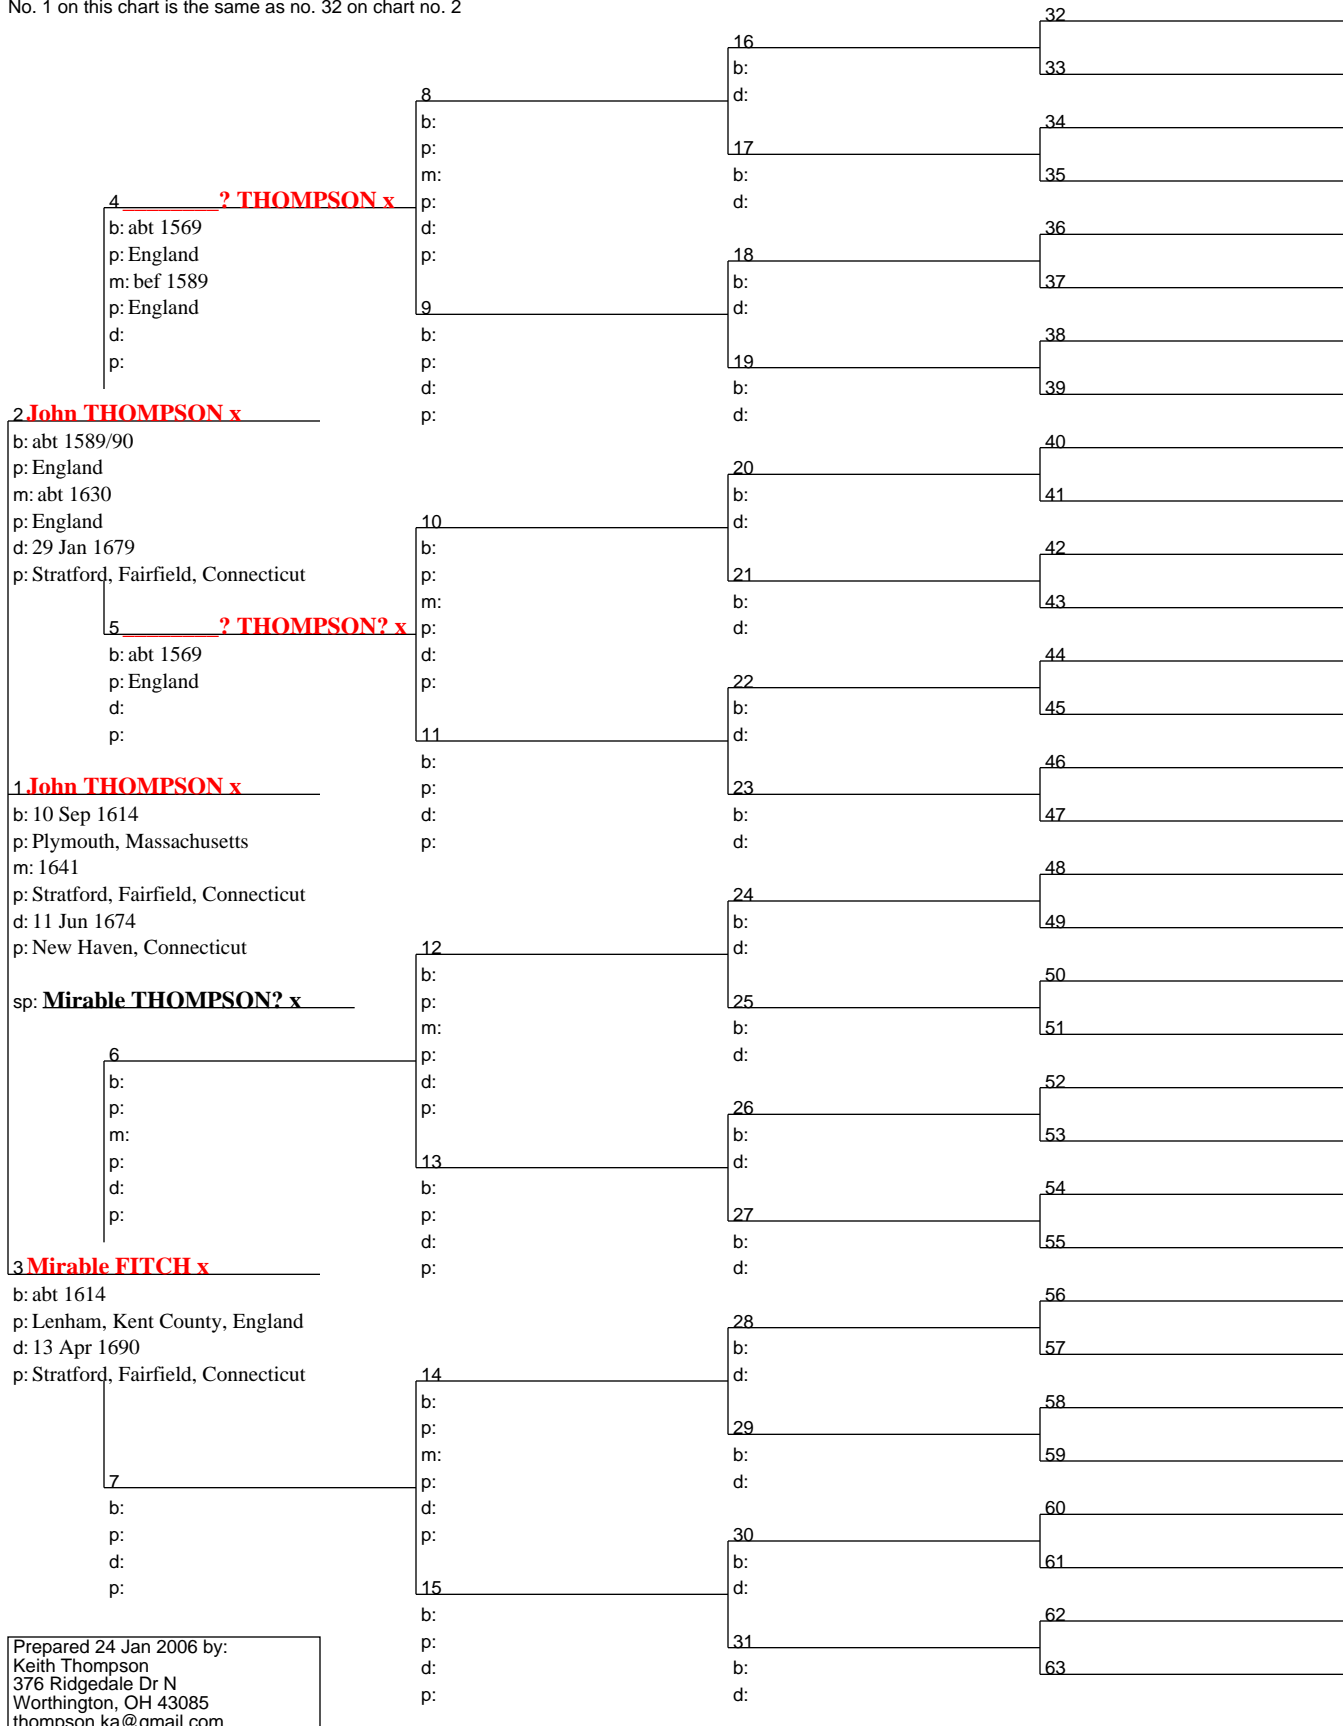 No. 1 on this chart is the same as no. 32 on chart no. 2
2 John THOMPSON x
b: abt 1589/90
p: England
m: abt 1630
p: England
d: 29 Jan 1679
p: Stratford, Fairfield, Connecticut
1 John THOMPSON x
b: 10 Sep 1614
p: Plymouth, Massachusetts
m: 1641
p: Stratford, Fairfield, Connecticut
d: 11 Jun 1674
p: New Haven, Connecticut
sp: Mirable THOMPSON? x
3 Mirable FITCH x
b: abt 1614
p: Lenham, Kent County, England
d: 13 Apr 1690
p: Stratford, Fairfield, Connecticut
Prepared 24 Jan 2006 by:
Keith Thompson
376 Ridgedale Dr N
Worthington, OH 43085
thompson.ka@gmail.com
4 ________? THOMPSON x
b: abt 1569
p: England
m: bef 1589
p: England
d:
p:
5 ________? THOMPSON? x
b: abt 1569
p: England
d:
p:
6
b:
p:
m:
p:
d:
p:
7
b:
p:
d:
p:
8
b:
p:
m:
p:
d:
p:
9
b:
p:
d:
p:
10
b:
p:
m:
p:
d:
p:
11
b:
p:
d:
p:
12
b:
p:
m:
p:
d:
p:
13
b:
p:
d:
p:
14
b:
p:
m:
p:
d:
p:
15
b:
p:
d:
p:
16
b:
d:
17
b:
d:
18
b:
d:
19
b:
d:
20
b:
d:
21
b:
d:
22
b:
d:
23
b:
d:
24
b:
d:
25
b:
d:
26
b:
d:
27
b:
d:
28
b:
d:
29
b:
d:
30
b:
d:
31
b:
d:
32
33
34
35
36
37
38
39
40
41
42
43
44
45
46
47
48
49
50
51
52
53
54
55
56
57
58
59
60
61
62
63